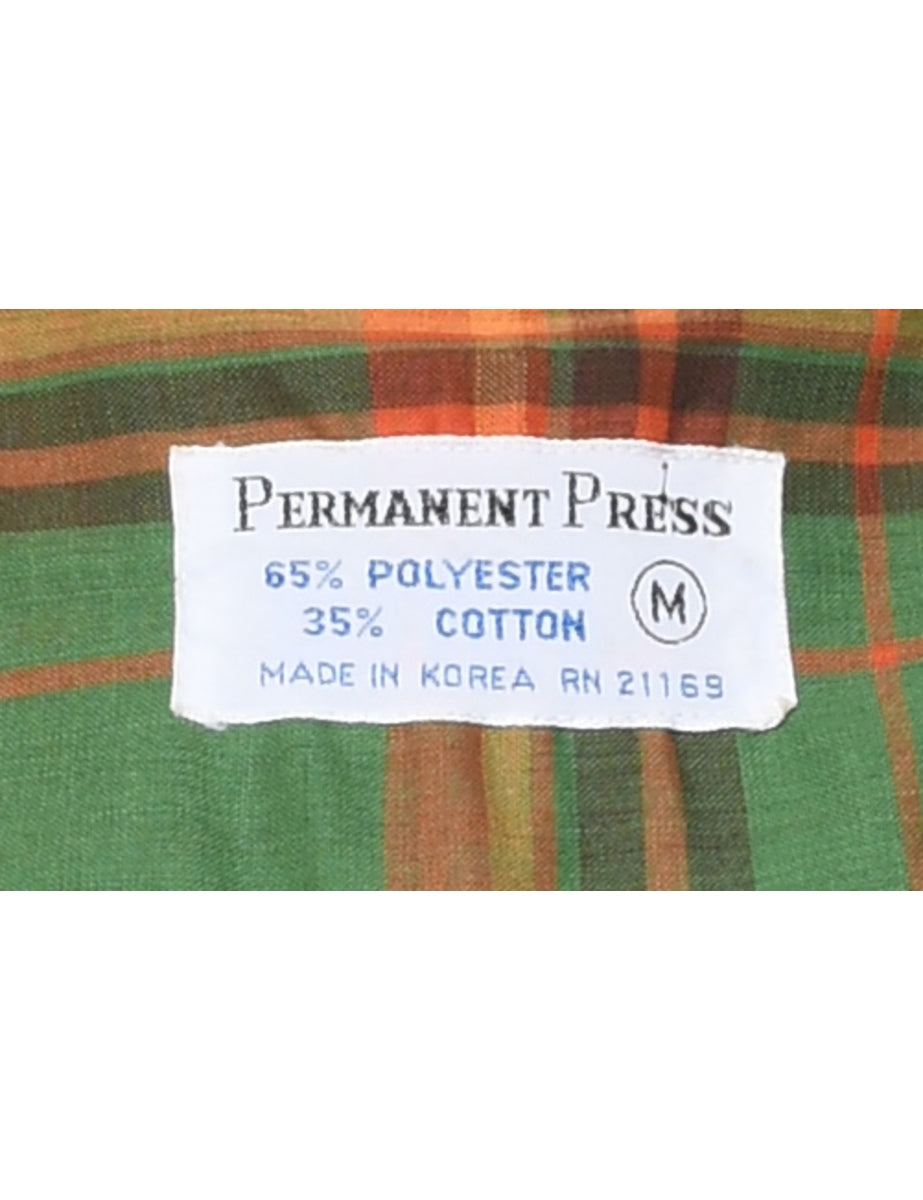 PERMANENT PRESS
65% POLYESTER
35% COTTON
M
MADE IN KOREA RN 21169